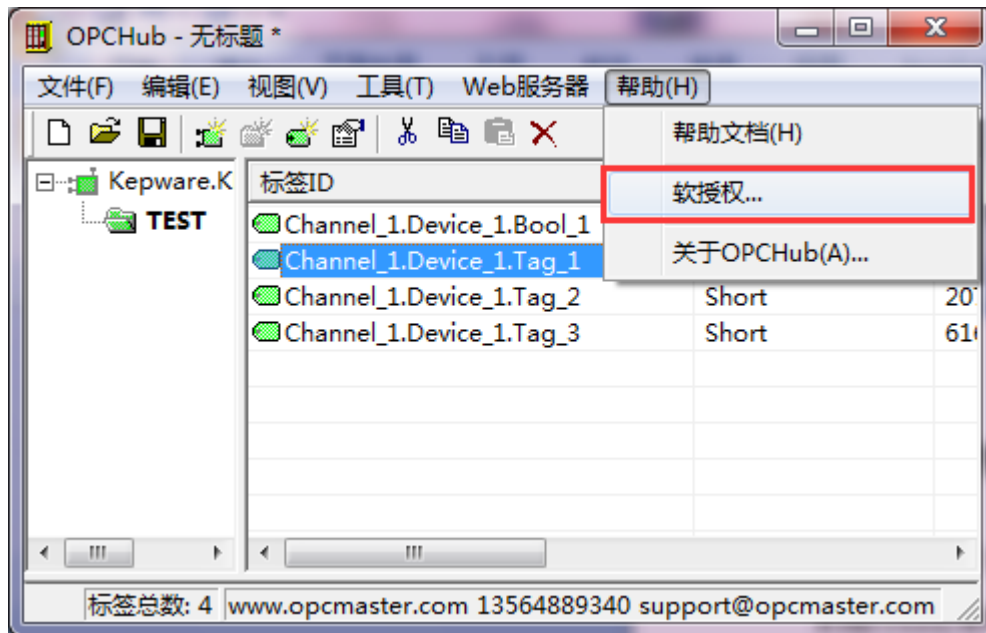 OPCHub - 无标题 *
文件(F) 编辑(E) 视图(V) 工具(T) Web服务器 帮助(H)
帮助文档(H)
软授权...
关于OPCHub(A)...
Kepware.K
TEST
标签ID
Channel_1.Device_1.Bool_1
Channel_1.Device_1.Tag_1
Channel_1.Device_1.Tag_2 Short 20
Channel_1.Device_1.Tag_3 Short 61
标签总数: 4 www.opcmaster.com 13564889340 support@opcmaster.com